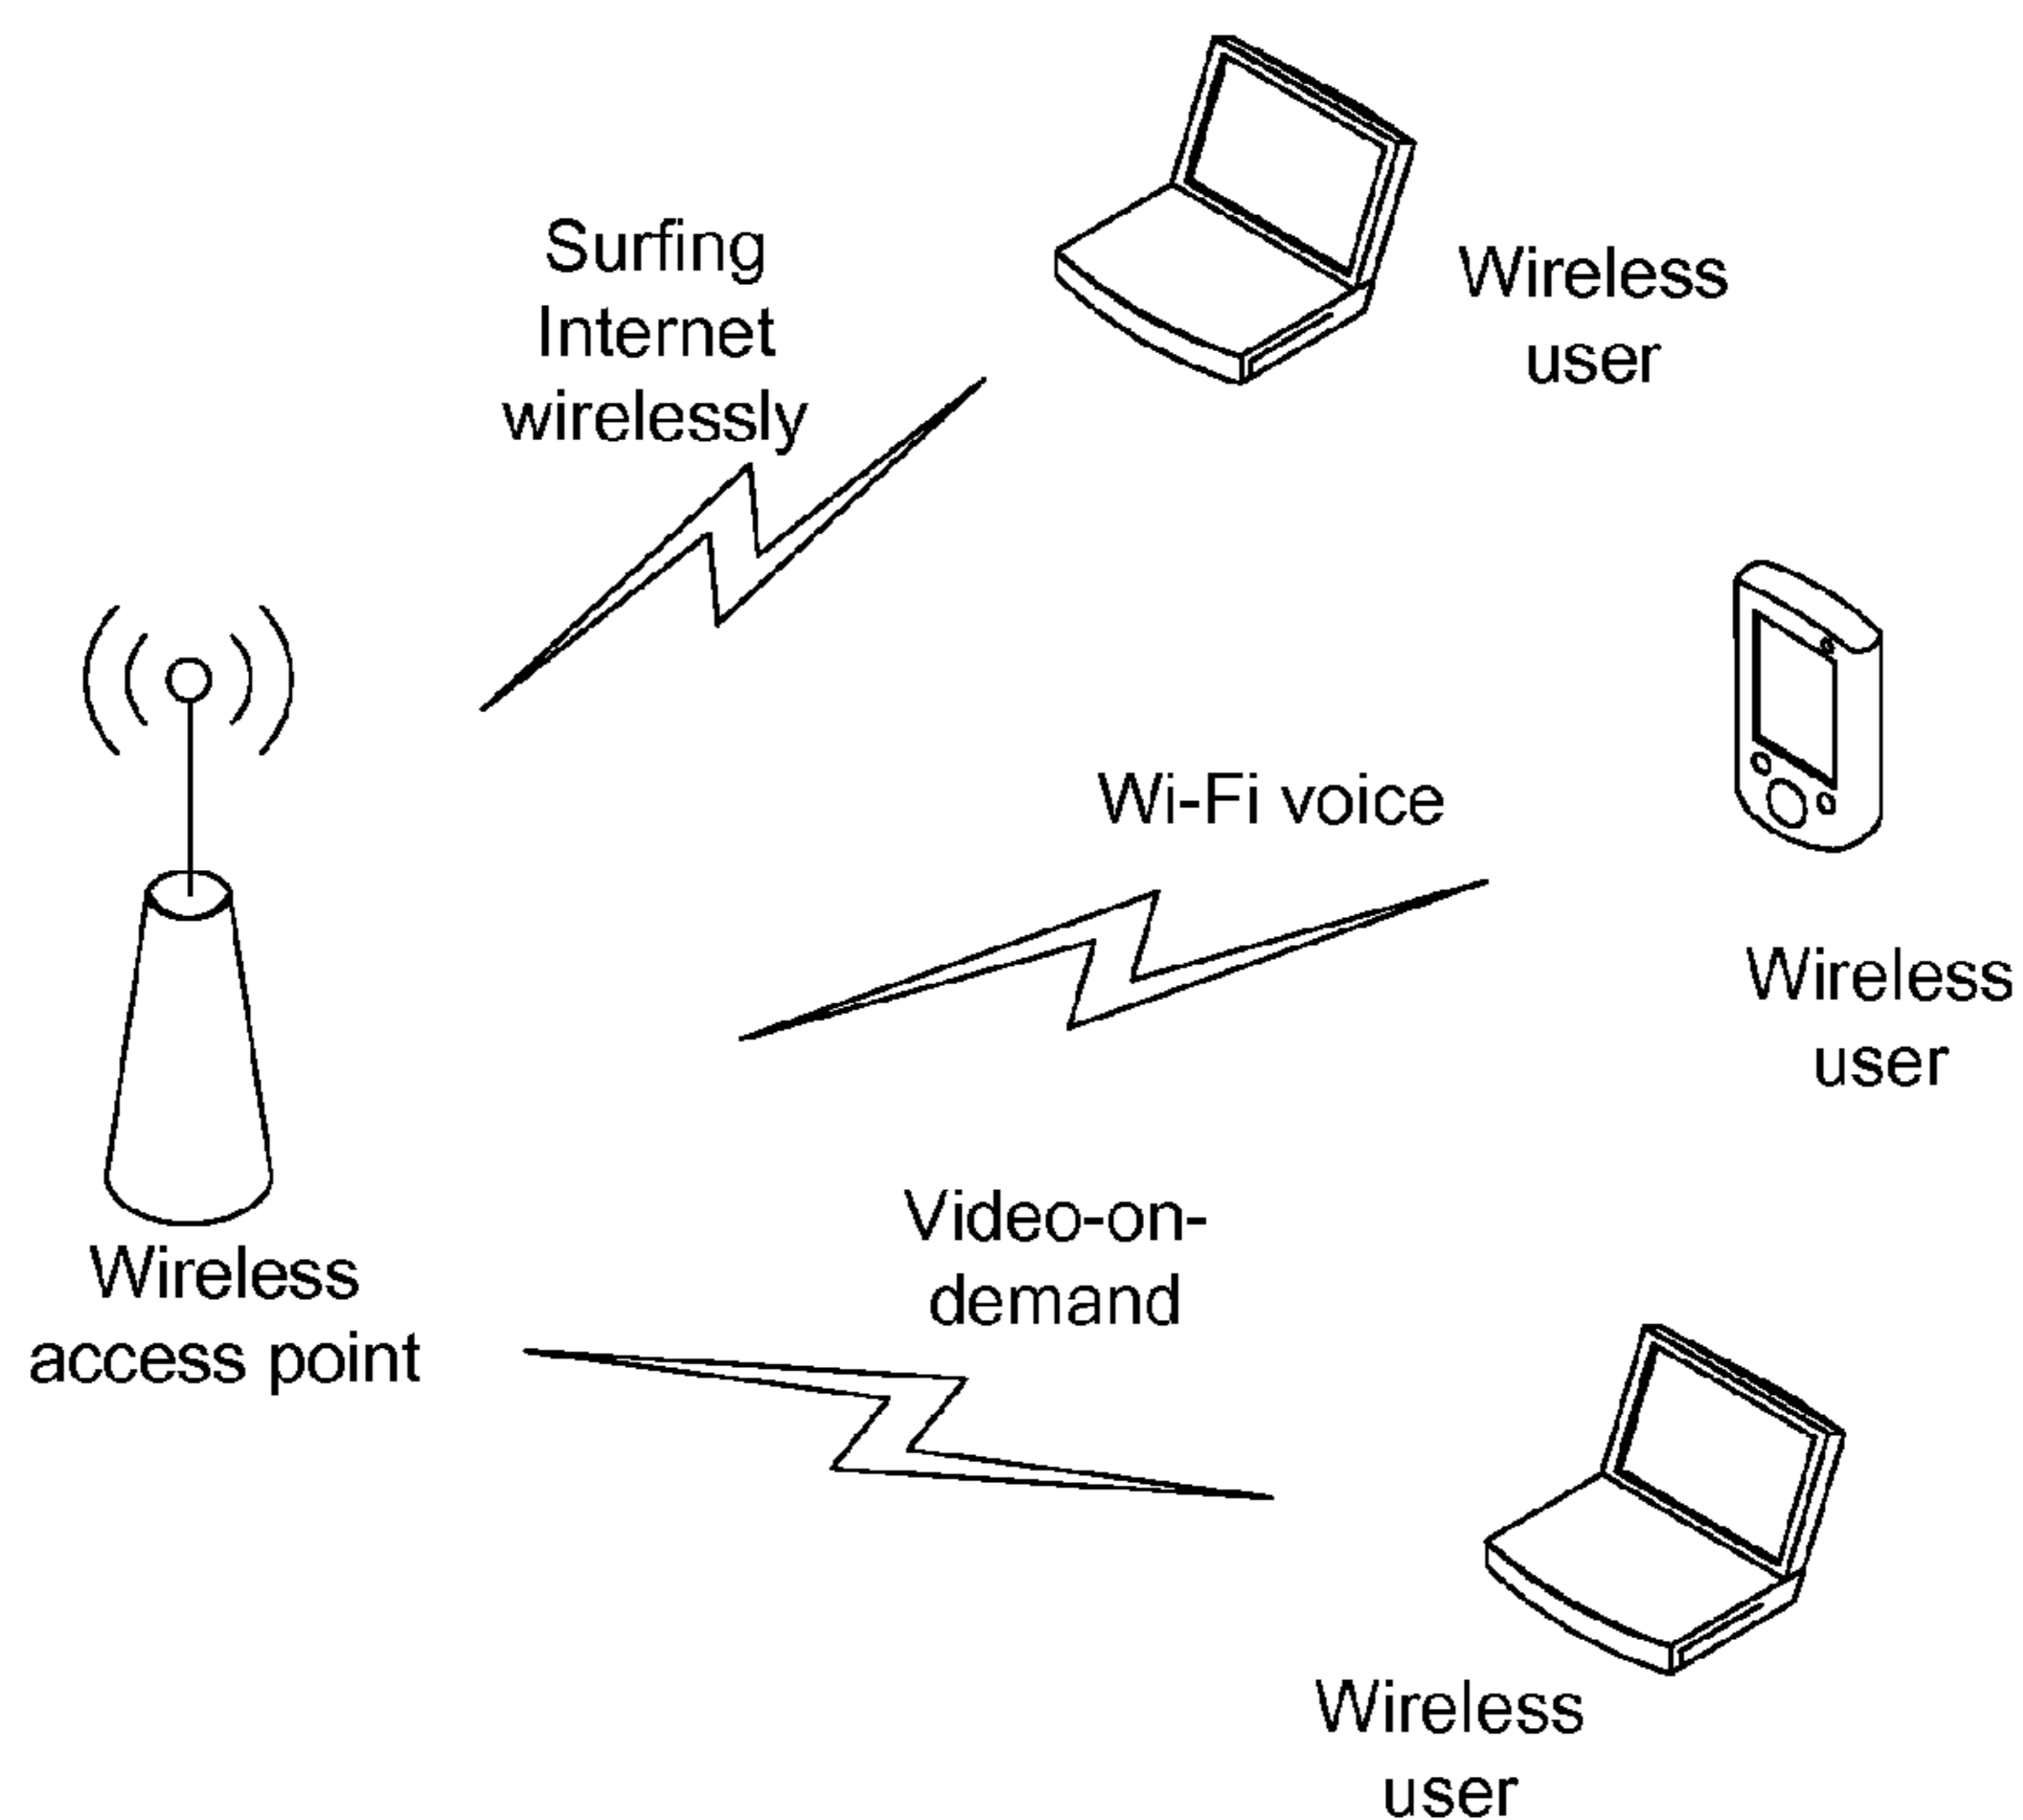 Surfing
Internet
wirelessly
Wireless
user
Wi-Fi voice
Wireless
user
Wireless
access point
Video-on-
demand
Wireless
user